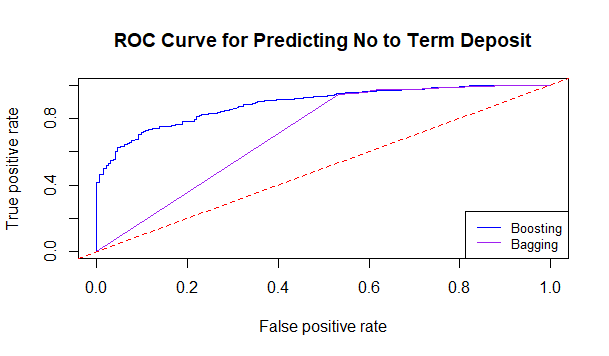 ROC Curve for Predicting No to Term Deposit
True positive rate
0.8
0.4
0.0
Boosting
Bagging
0.0 0.2 0.4 0.6 0.8 1.0
False positive rate